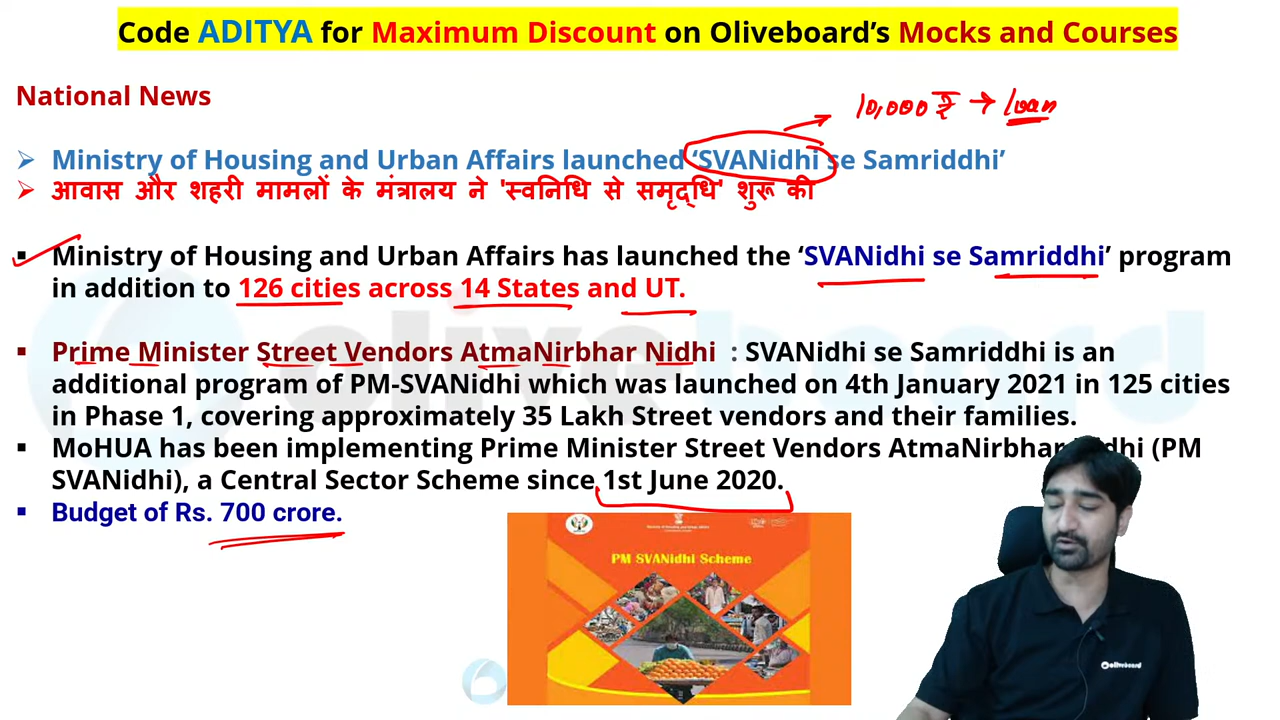 Code ADITYA for Maximum Discount on Oliveboard's Mocks and Courses
National News
10,000 ₹ → Loan
➢ Ministry of Housing and Urban Affairs launched ‘SVANidhi se Samriddhi’
➢ आवास और शहरी मामलों के मंत्रालय ने 'स्वनिधि से समृद्धि' शुरू की
▪ Ministry of Housing and Urban Affairs has launched the ‘SVANidhi se Samriddhi’ program
in addition to 126 cities across 14 States and UT.
▪ Prime Minister Street Vendors AtmaNirbhar Nidhi : SVANidhi se Samriddhi is an
additional program of PM-SVANidhi which was launched on 4th January 2021 in 125 cities
in Phase 1, covering approximately 35 Lakh Street vendors and their families.
▪ MoHUA has been implementing Prime Minister Street Vendors AtmaNirbhar (PM
SVANidhi), a Central Sector Scheme since 1st June 2020.
▪ Budget of Rs. 700 crore.
PM SVANidhi Scheme
oliveboard
oliveboard